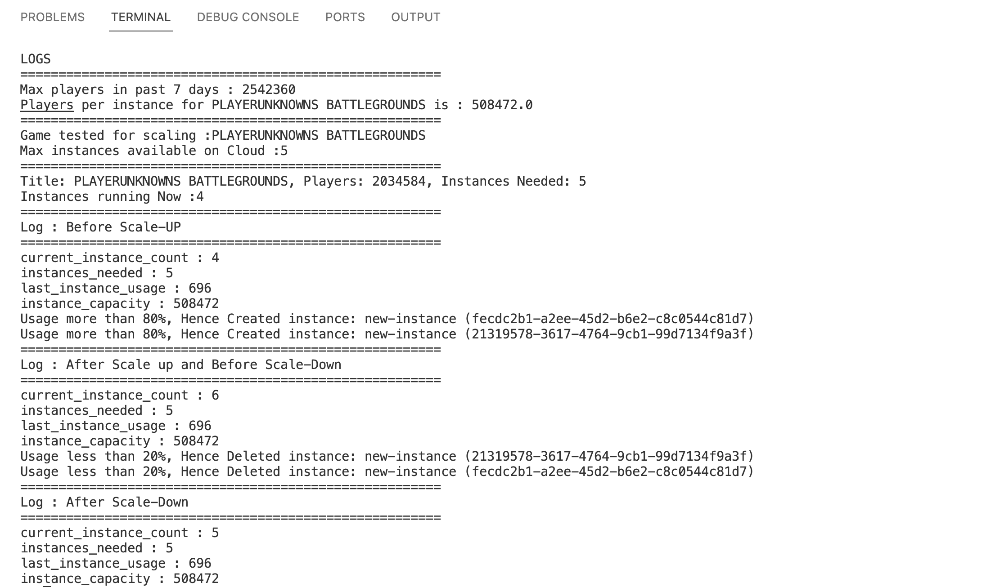 PROBLEMS TERMINAL DEBUG CONSOLE PORTS OUTPUT
LOGS
=======================================================
Max players in past 7 days : 2542360
Players per instance for PLAYERUNKNOWNS BATTLEGROUNDS is : 508472.0
=======================================================
Game tested for scaling :PLAYERUNKNOWNS BATTLEGROUNDS
Max instances available on Cloud :5
=======================================================
Title: PLAYERUNKNOWNS BATTLEGROUNDS, Players: 2034584, Instances Needed: 5
Instances running Now :4
=======================================================
Log : Before Scale-UP
=======================================================
current_instance_count : 4
instances_needed : 5
last_instance_usage : 696
instance_capacity : 508472
Usage more than 80%, Hence Created instance: new-instance (fecdc2b1-a2ee-45d2-b6e2-c8c0544c81d7)
Usage more than 80%, Hence Created instance: new-instance (21319578-3617-4764-9cb1-99d7134f9a3f)
=======================================================
Log : After Scale up and Before Scale-Down
=======================================================
current_instance_count : 6
instances_needed : 5
last_instance_usage : 696
instance_capacity : 508472
Usage less than 20%, Hence Deleted instance: new-instance (21319578-3617-4764-9cb1-99d7134f9a3f)
Usage less than 20%, Hence Deleted instance: new-instance (fecdc2b1-a2ee-45d2-b6e2-c8c0544c81d7)
=======================================================
Log : After Scale-Down
=======================================================
current_instance_count : 5
instances_needed : 5
last_instance_usage : 696
instance_capacity : 508472